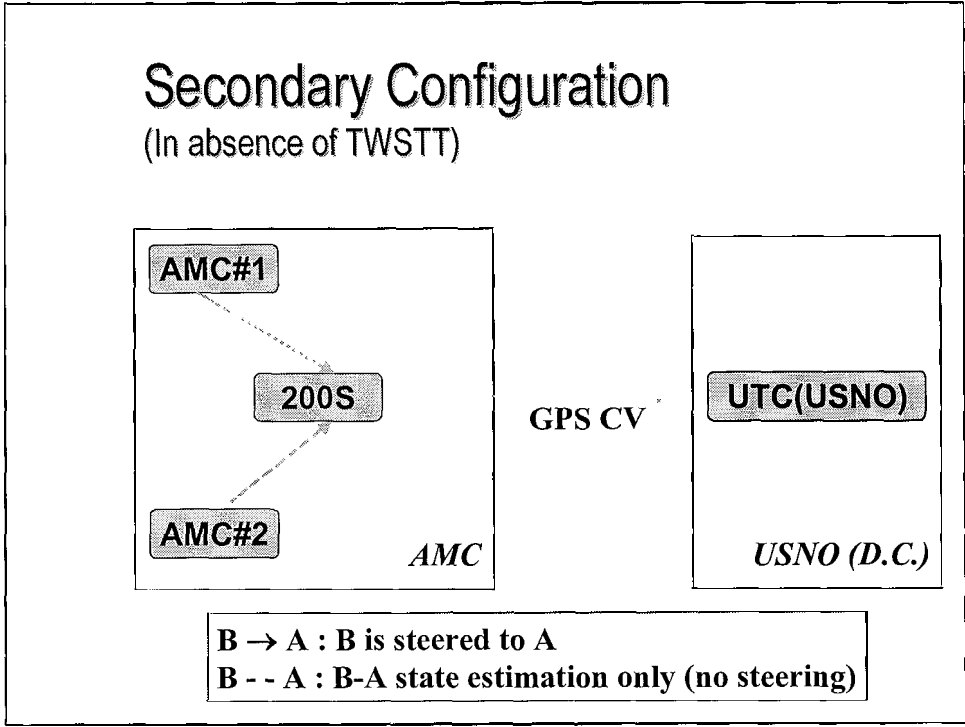 Secondary Configuration
(In absence of TWSTT)
AMC#1
200S
AMC#2
AMC
GPS CV
UTC(USNO)
USNO (D.C.)
B → A : B is steered to A
B - - A : B-A state estimation only (no steering)